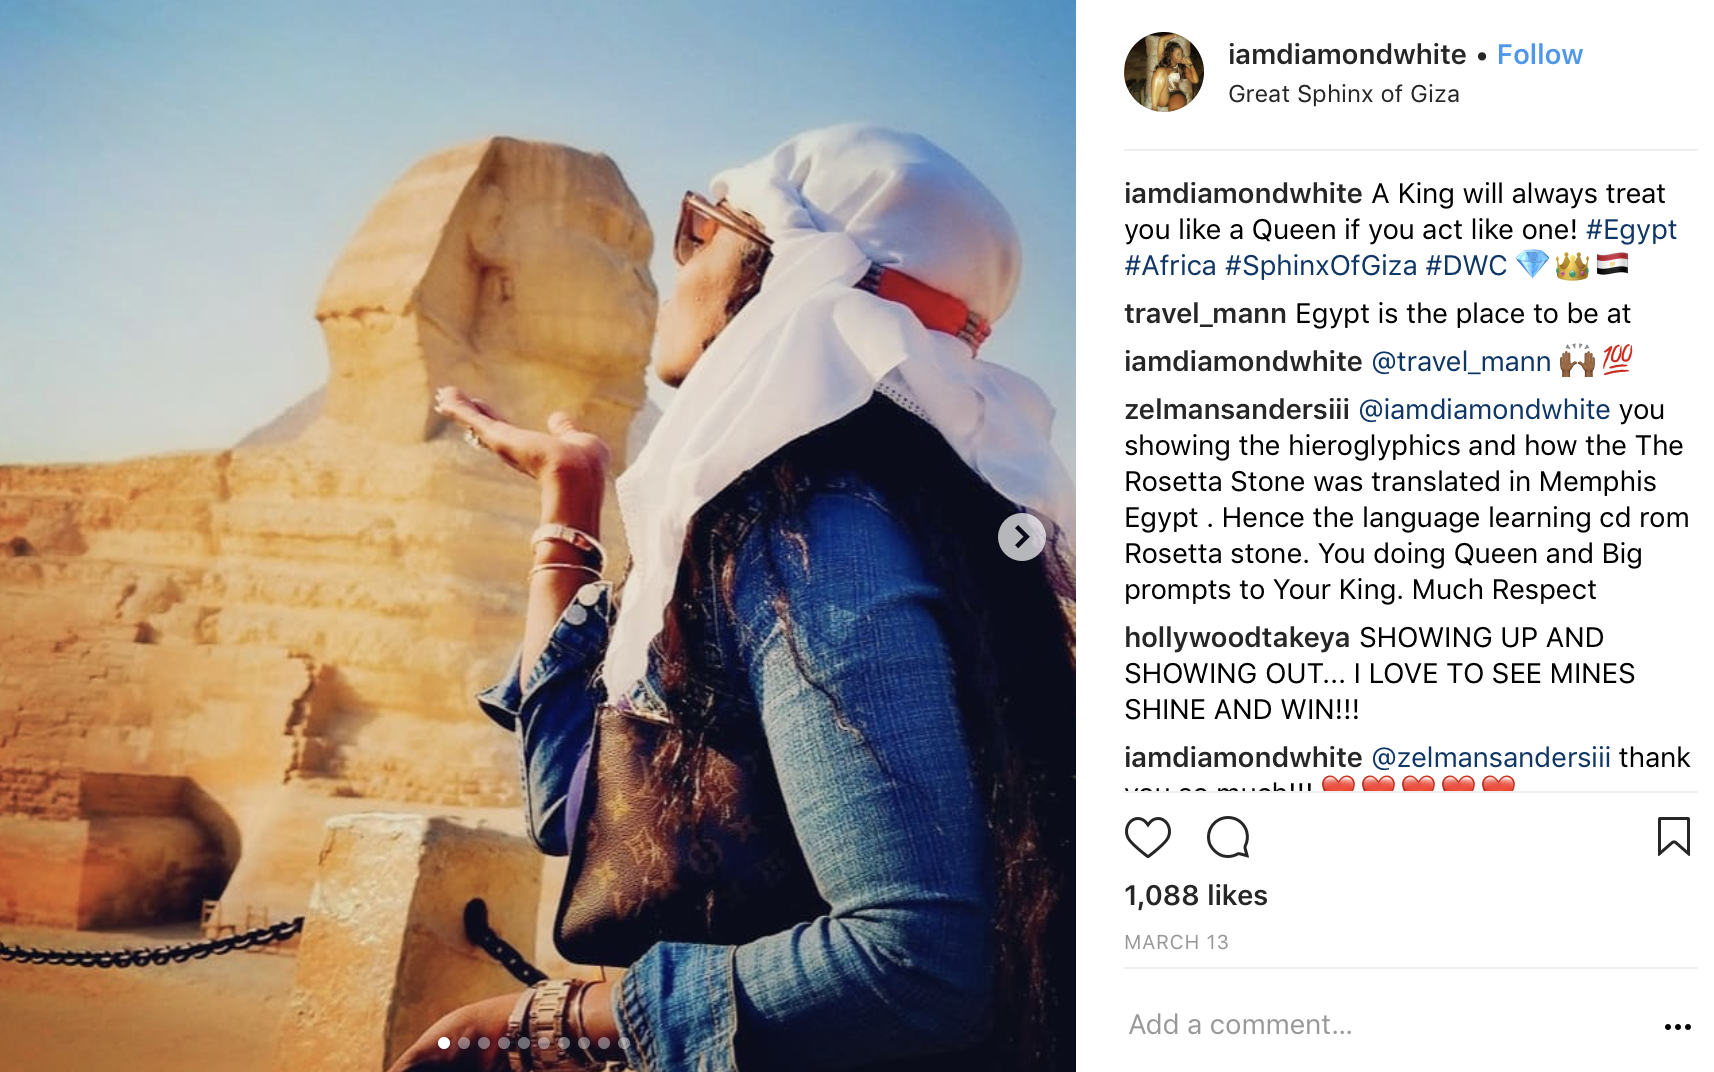 iamdiamondwhite • Follow
Great Sphinx of Giza
iamdiamondwhite A King will always treat
you like a Queen if you act like one! #Egypt
#Africa #SphinxOfGiza #DWC 💎👑🇪🇬
travel_mann Egypt is the place to be at
iamdiamondwhite @travel_mann 🙌🏾💯
zelmansandersiii @iamdiamondwhite you
showing the hieroglyphics and how the The
Rosetta Stone was translated in Memphis
Egypt . Hence the language learning cd rom
Rosetta stone. You doing Queen and Big
prompts to Your King. Much Respect
hollywoodtakeya SHOWING UP AND
SHOWING OUT... I LOVE TO SEE MINES
SHINE AND WIN!!!
iamdiamondwhite @zelmansandersiii thank
you so much!!! ❤️❤️❤️❤️❤️
1,088 likes
MARCH 13
Add a comment...